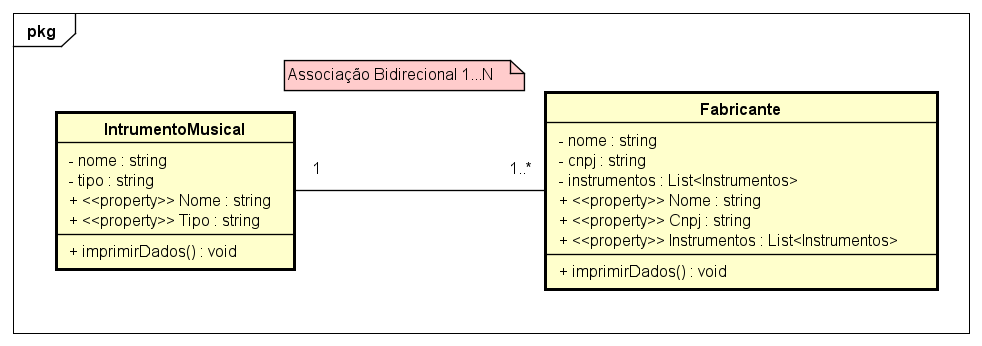 pkg
Associação Bidirecional 1...N
IntrumentoMusical
- nome : string
- tipo : string
+ <<property>> Nome : string
+ <<property>> Tipo : string
+ imprimirDados() : void
1
1..*
Fabricante
- nome : string
- cnpj : string
- instrumentos : List<Instrumentos>
+ <<property>> Nome : string
+ <<property>> Cnpj : string
+ <<property>> Instrumentos : List<Instrumentos>
+ imprimirDados() : void